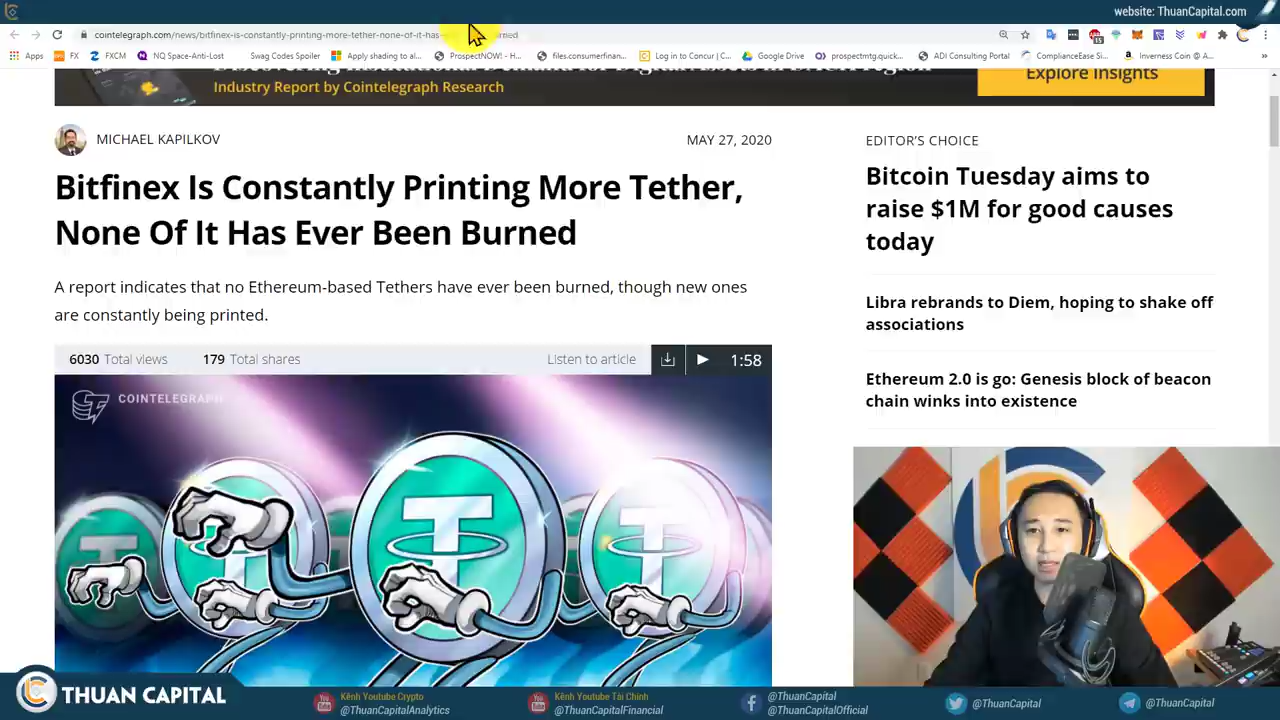 website: ThuanCapital.com
cointelegraph.com/news/bitfinex-is-constantly-printing-more-tether-none-of-it-has-
Apps
FX
FXCM
NQ Space-Anti-Lost
Swag Codes Spoiler
Apply shading to al...
ProspectNOW! - H...
files.consumerfinan...
Log in to Concur | C...
Google Drive
prospectmtg.quick...
ADI Consulting Portal
ComplianceEase Si...
Inverness Coin @ A...
Industry Report by Cointelegraph Research
Explore Insights
MICHAEL KAPILKOV
MAY 27, 2020
Bitfinex Is Constantly Printing More Tether,
None Of It Has Ever Been Burned
A report indicates that no Ethereum-based Tethers have ever been burned, though new ones
are constantly being printed.
6030 Total views
179 Total shares
Listen to article
1:58
COINTELEGRAPH
EDITOR'S CHOICE
Bitcoin Tuesday aims to
raise $1M for good causes
today
Libra rebrands to Diem, hoping to shake off
associations
Ethereum 2.0 is go: Genesis block of beacon
chain winks into existence
THUAN CAPITAL
Kênh Youtube Crypto
@ThuanCapitalAnalytics
Kênh Youtube Tài Chính
@ThuanCapitalFinancial
@ThuanCapital
@ThuanCapitalOfficial
@ThuanCapital
@ThuanCapital